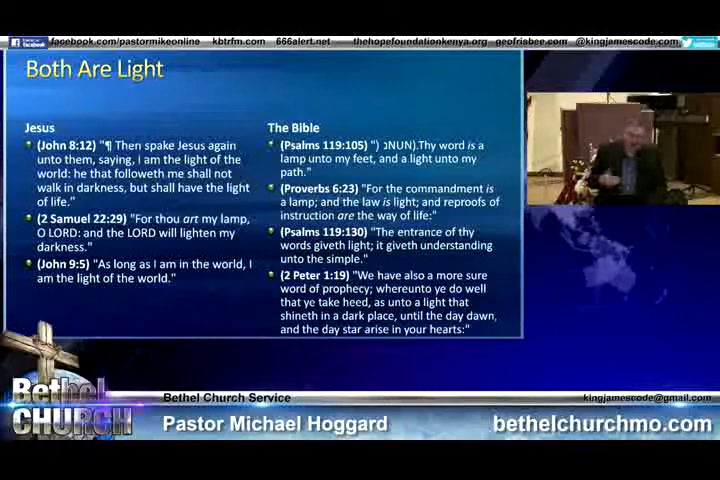 Find us on
facebook
facebook.com/pastormikeonline kbtrfm.com 666alert.net thehopefoundationkenya.org geofrisbee.com @kingjamescode.com twitter
Both Are Light
Jesus
(John 8:12) "¶ Then spake Jesus again
unto them, saying, I am the light of the
world: he that followeth me shall not
walk in darkness, but shall have the light
of life."
(2 Samuel 22:29) "For thou art my lamp,
O LORD: and the LORD will lighten my
darkness."
(John 9:5) "As long as I am in the world, I
am the light of the world."
The Bible
(Psalms 119:105) ") נNUN).Thy word is a
lamp unto my feet, and a light unto my
path."
(Proverbs 6:23) "For the commandment is
a lamp; and the law is light; and reproofs of
instruction are the way of life:"
(Psalms 119:130) "The entrance of thy
words giveth light; it giveth understanding
unto the simple."
(2 Peter 1:19) "We have also a more sure
word of prophecy; whereunto ye do well
that ye take heed, as unto a light that
shineth in a dark place, until the day dawn,
and the day star arise in your hearts:"
Bethel
CHURCH
Bethel Church Service kingjamescode@gmail.com
Pastor Michael Hoggard bethelchurchmo.com